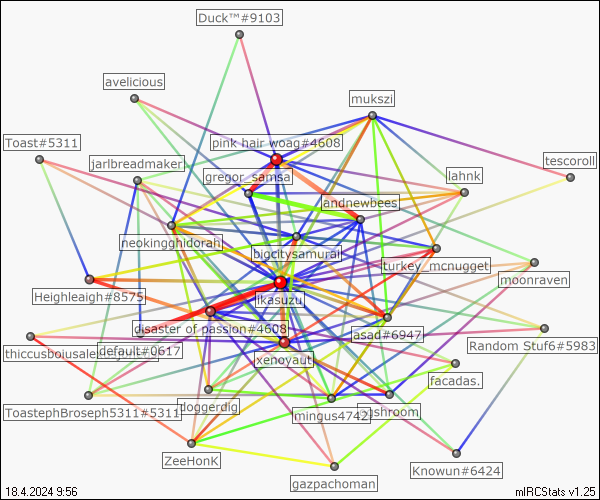 Duck™#9103
avelicious
mukszi
Toast#5311
pink hair woag#4608
jarlbreadmaker
tescoroll
gregor_samsa
lahnk
andnewbees
neokingghidorah
bigcitysamurai
turkey_mcnugget
moonraven
Heighleaigh#8575
ikasuzu
disaster of passion#4608
asad#6947
Random Stuf6#5983
thiccusboiusale
default#0617
xenoyaut
facadas.
doggerdig
ToastephBroseph5311#5311
mingus4742
shroom
ZeeHonK
Knowun#6424
gazpachoman
18.4.2024 9:56
mIRCStats v1.25